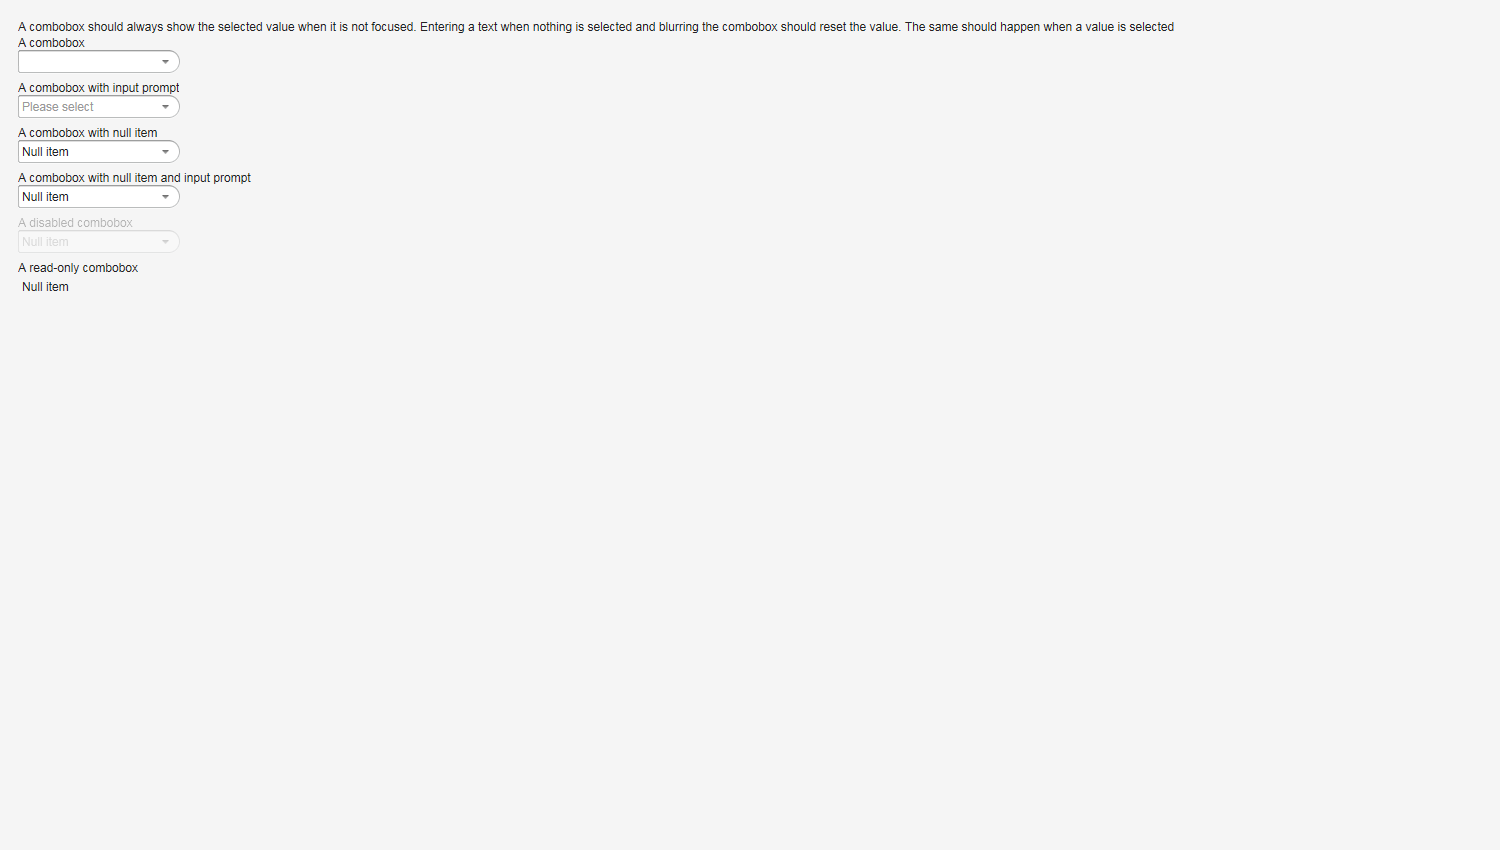 A combobox should always show the selected value when it is not focused. Entering a text when nothing is selected and blurring the combobox should reset the value. The same should happen when a value is selected
A combobox
A combobox with input prompt
Please select
A combobox with null item
Null item
A combobox with null item and input prompt
Null item
A disabled combobox
Null item
A read-only combobox
Null item